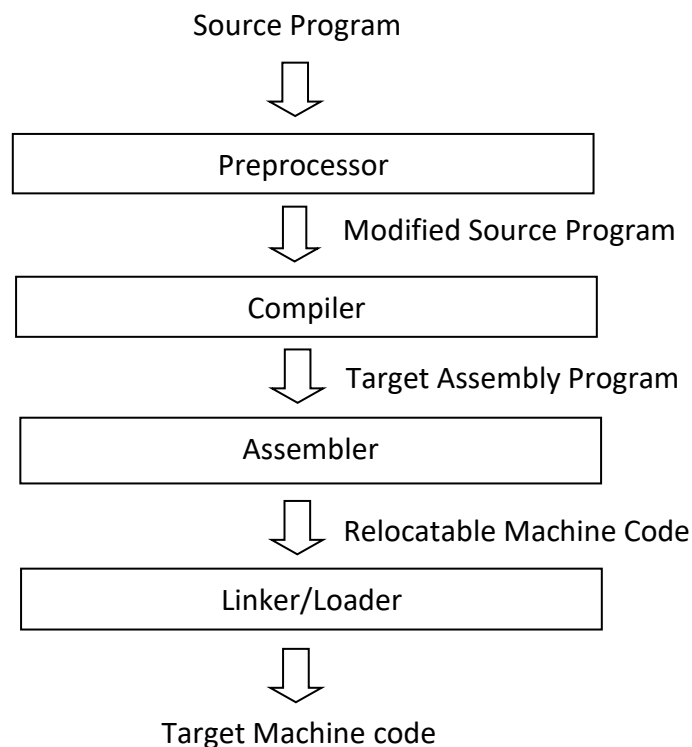 Source Program
Preprocessor
Modified Source Program
Compiler
Target Assembly Program
Assembler
Relocatable Machine Code
Linker/Loader
Target Machine code